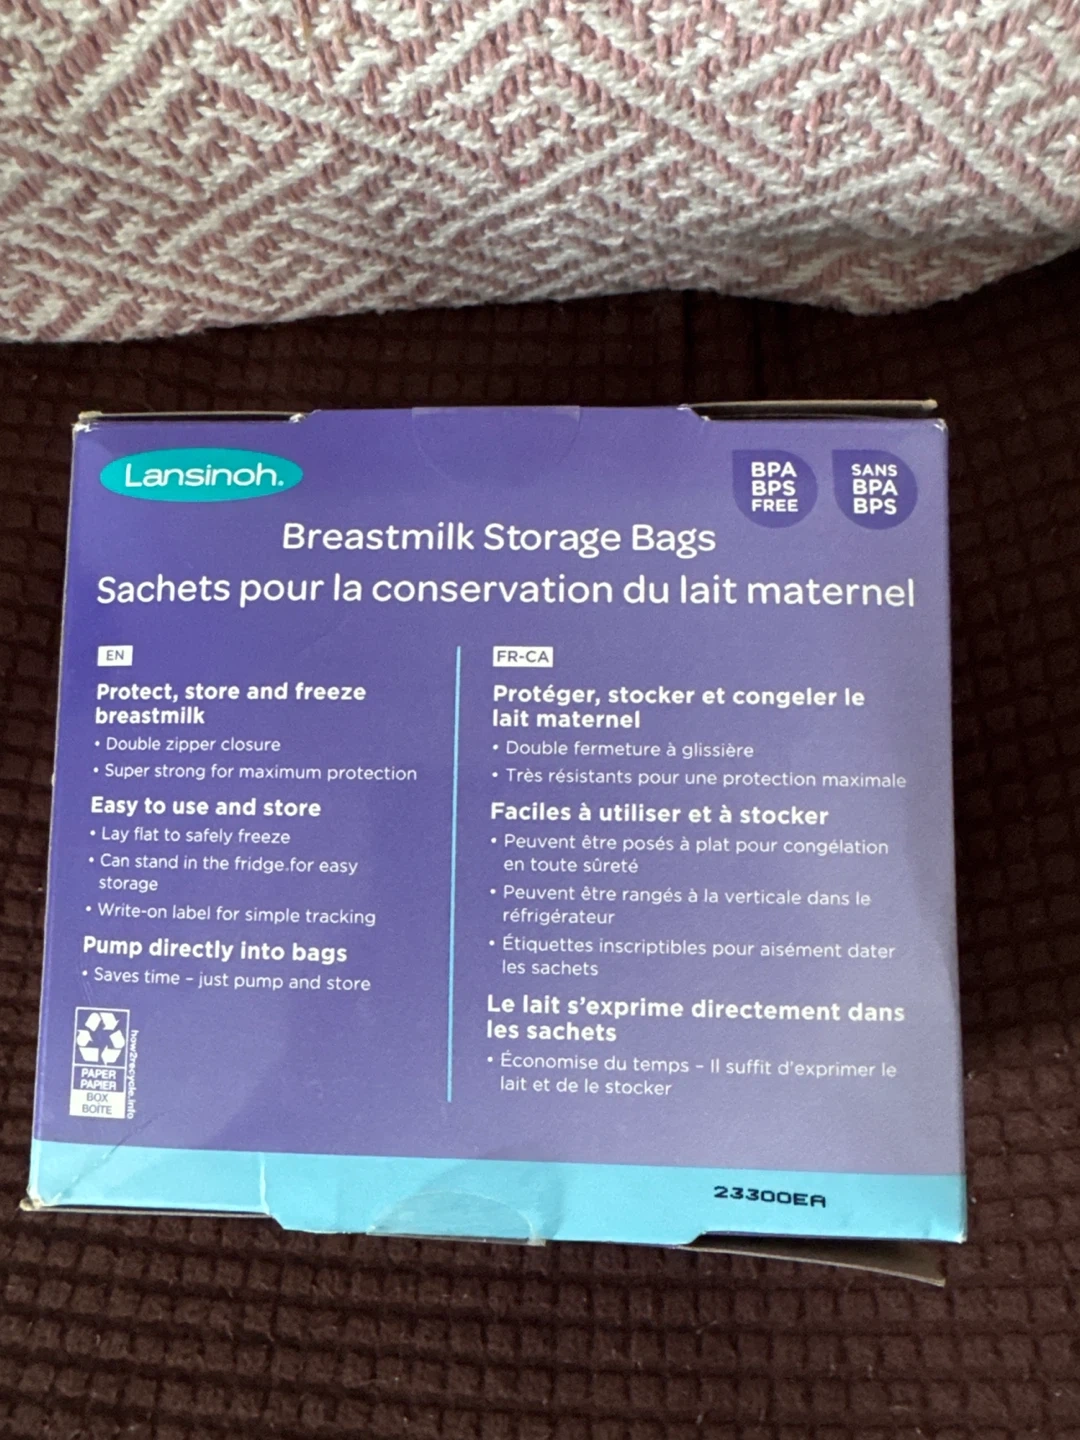 Lansinoh.
BPA
BPS
FREE
SANS
BPA
BPS
Breastmilk Storage Bags
Sachets pour la conservation du lait maternel
EN
Protect, store and freeze
breastmilk
• Double zipper closure
• Super strong for maximum protection
Easy to use and store
• Lay flat to safely freeze
• Can stand in the fridge for easy
storage
• Write-on label for simple tracking
Pump directly into bags
• Saves time – just pump and store
PAPER
PAPIER
BOX
BOÎTE
how2recycle.info
FR-CA
Protéger, stocker et congeler le
lait maternel
• Double fermeture à glissière
• Très résistants pour une protection maximale
Faciles à utiliser et à stocker
• Peuvent être posés à plat pour congélation
en toute sûreté
• Peuvent être rangés à la verticale dans le
réfrigérateur
• Étiquettes inscriptibles pour aisément dater
les sachets
Le lait s'exprime directement dans
les sachets
• Économise du temps – Il suffit d'exprimer le
lait et de le stocker
23300EA